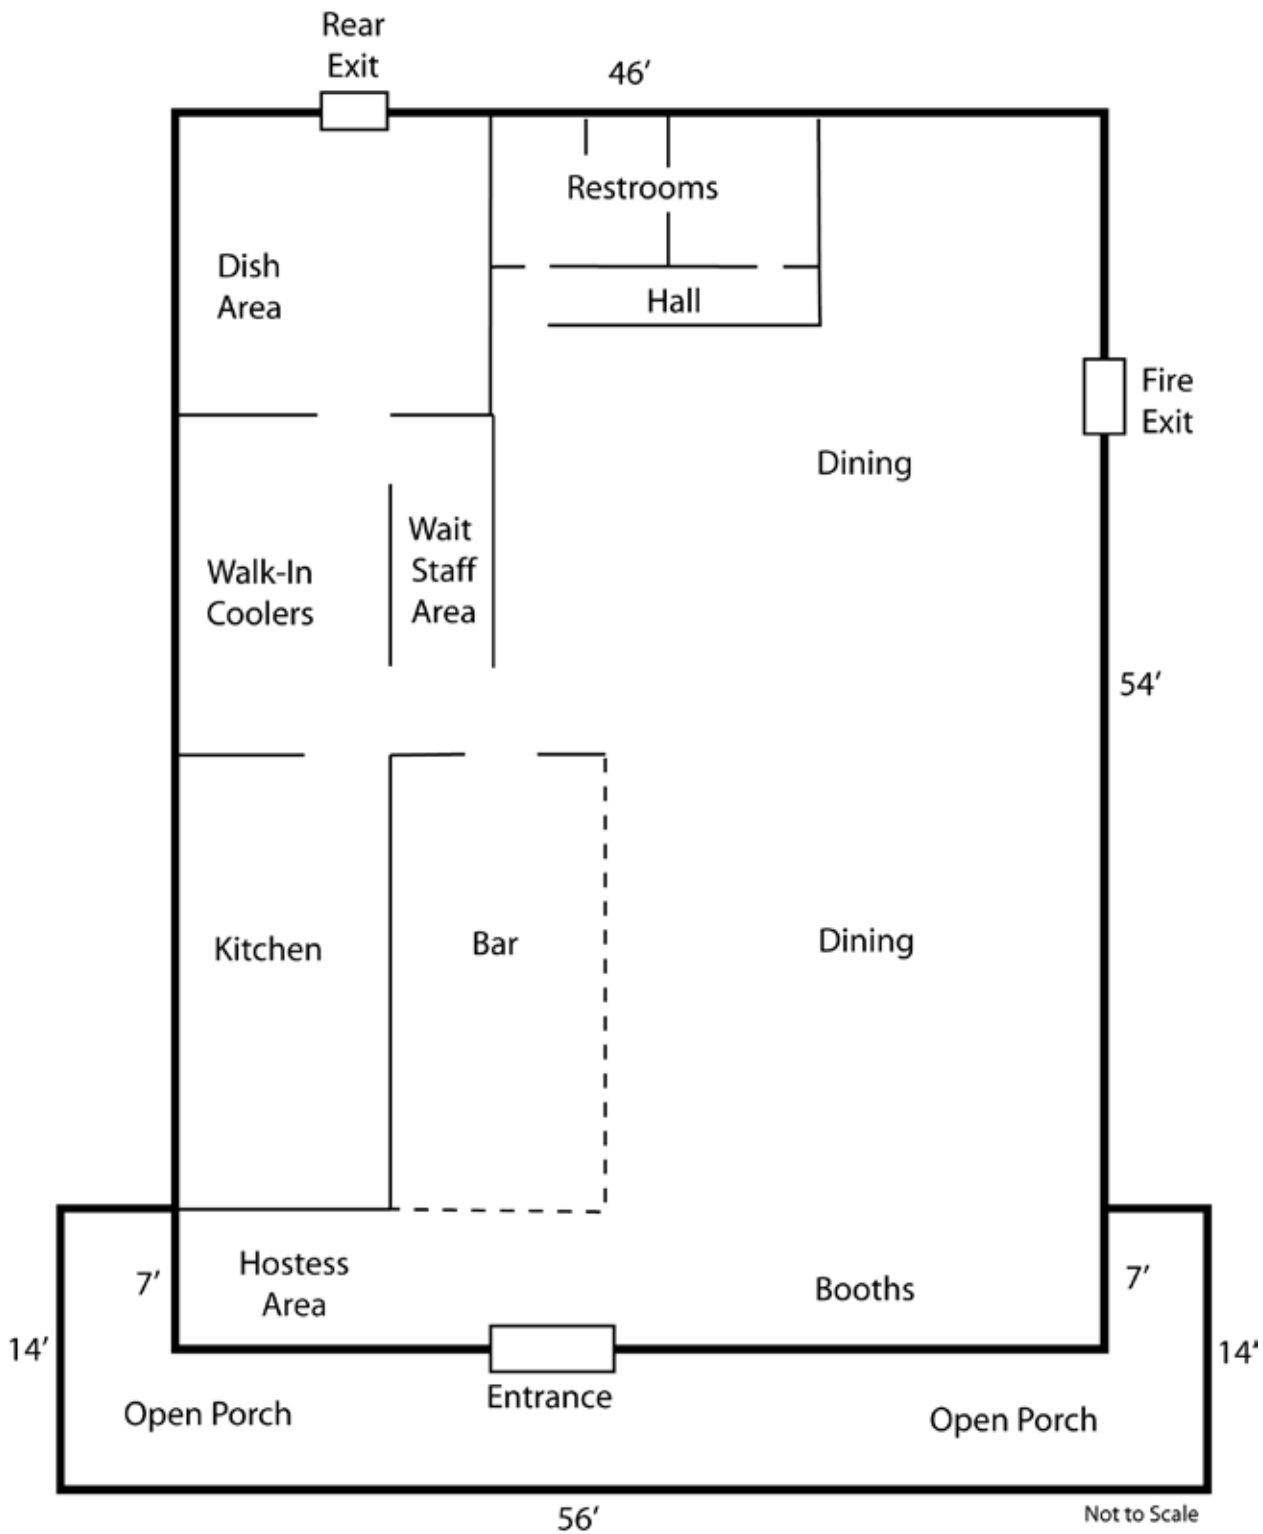 Rear
Exit
46′
Restrooms
Dish
Area
Hall
Fire
Exit
Dining
Wait
Staff
Area
Walk-In
Coolers
54′
Kitchen
Bar
Dining
Hostess
Area
7′
7′
Booths
14′
14′
Entrance
Open Porch
Open Porch
56′
Not to Scale